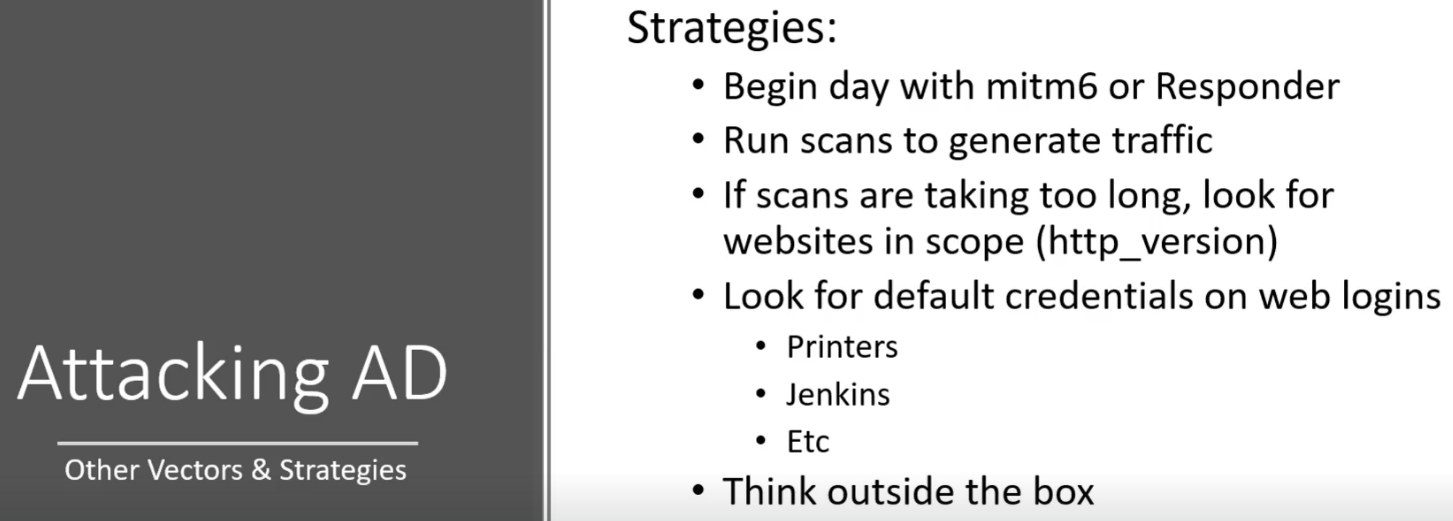 Attacking AD
Other Vectors & Strategies
Strategies:
• Begin day with mitm6 or Responder
• Run scans to generate traffic
• If scans are taking too long, look for
websites in scope (http_version)
• Look for default credentials on web logins
• Printers
• Jenkins
• Etc
• Think outside the box